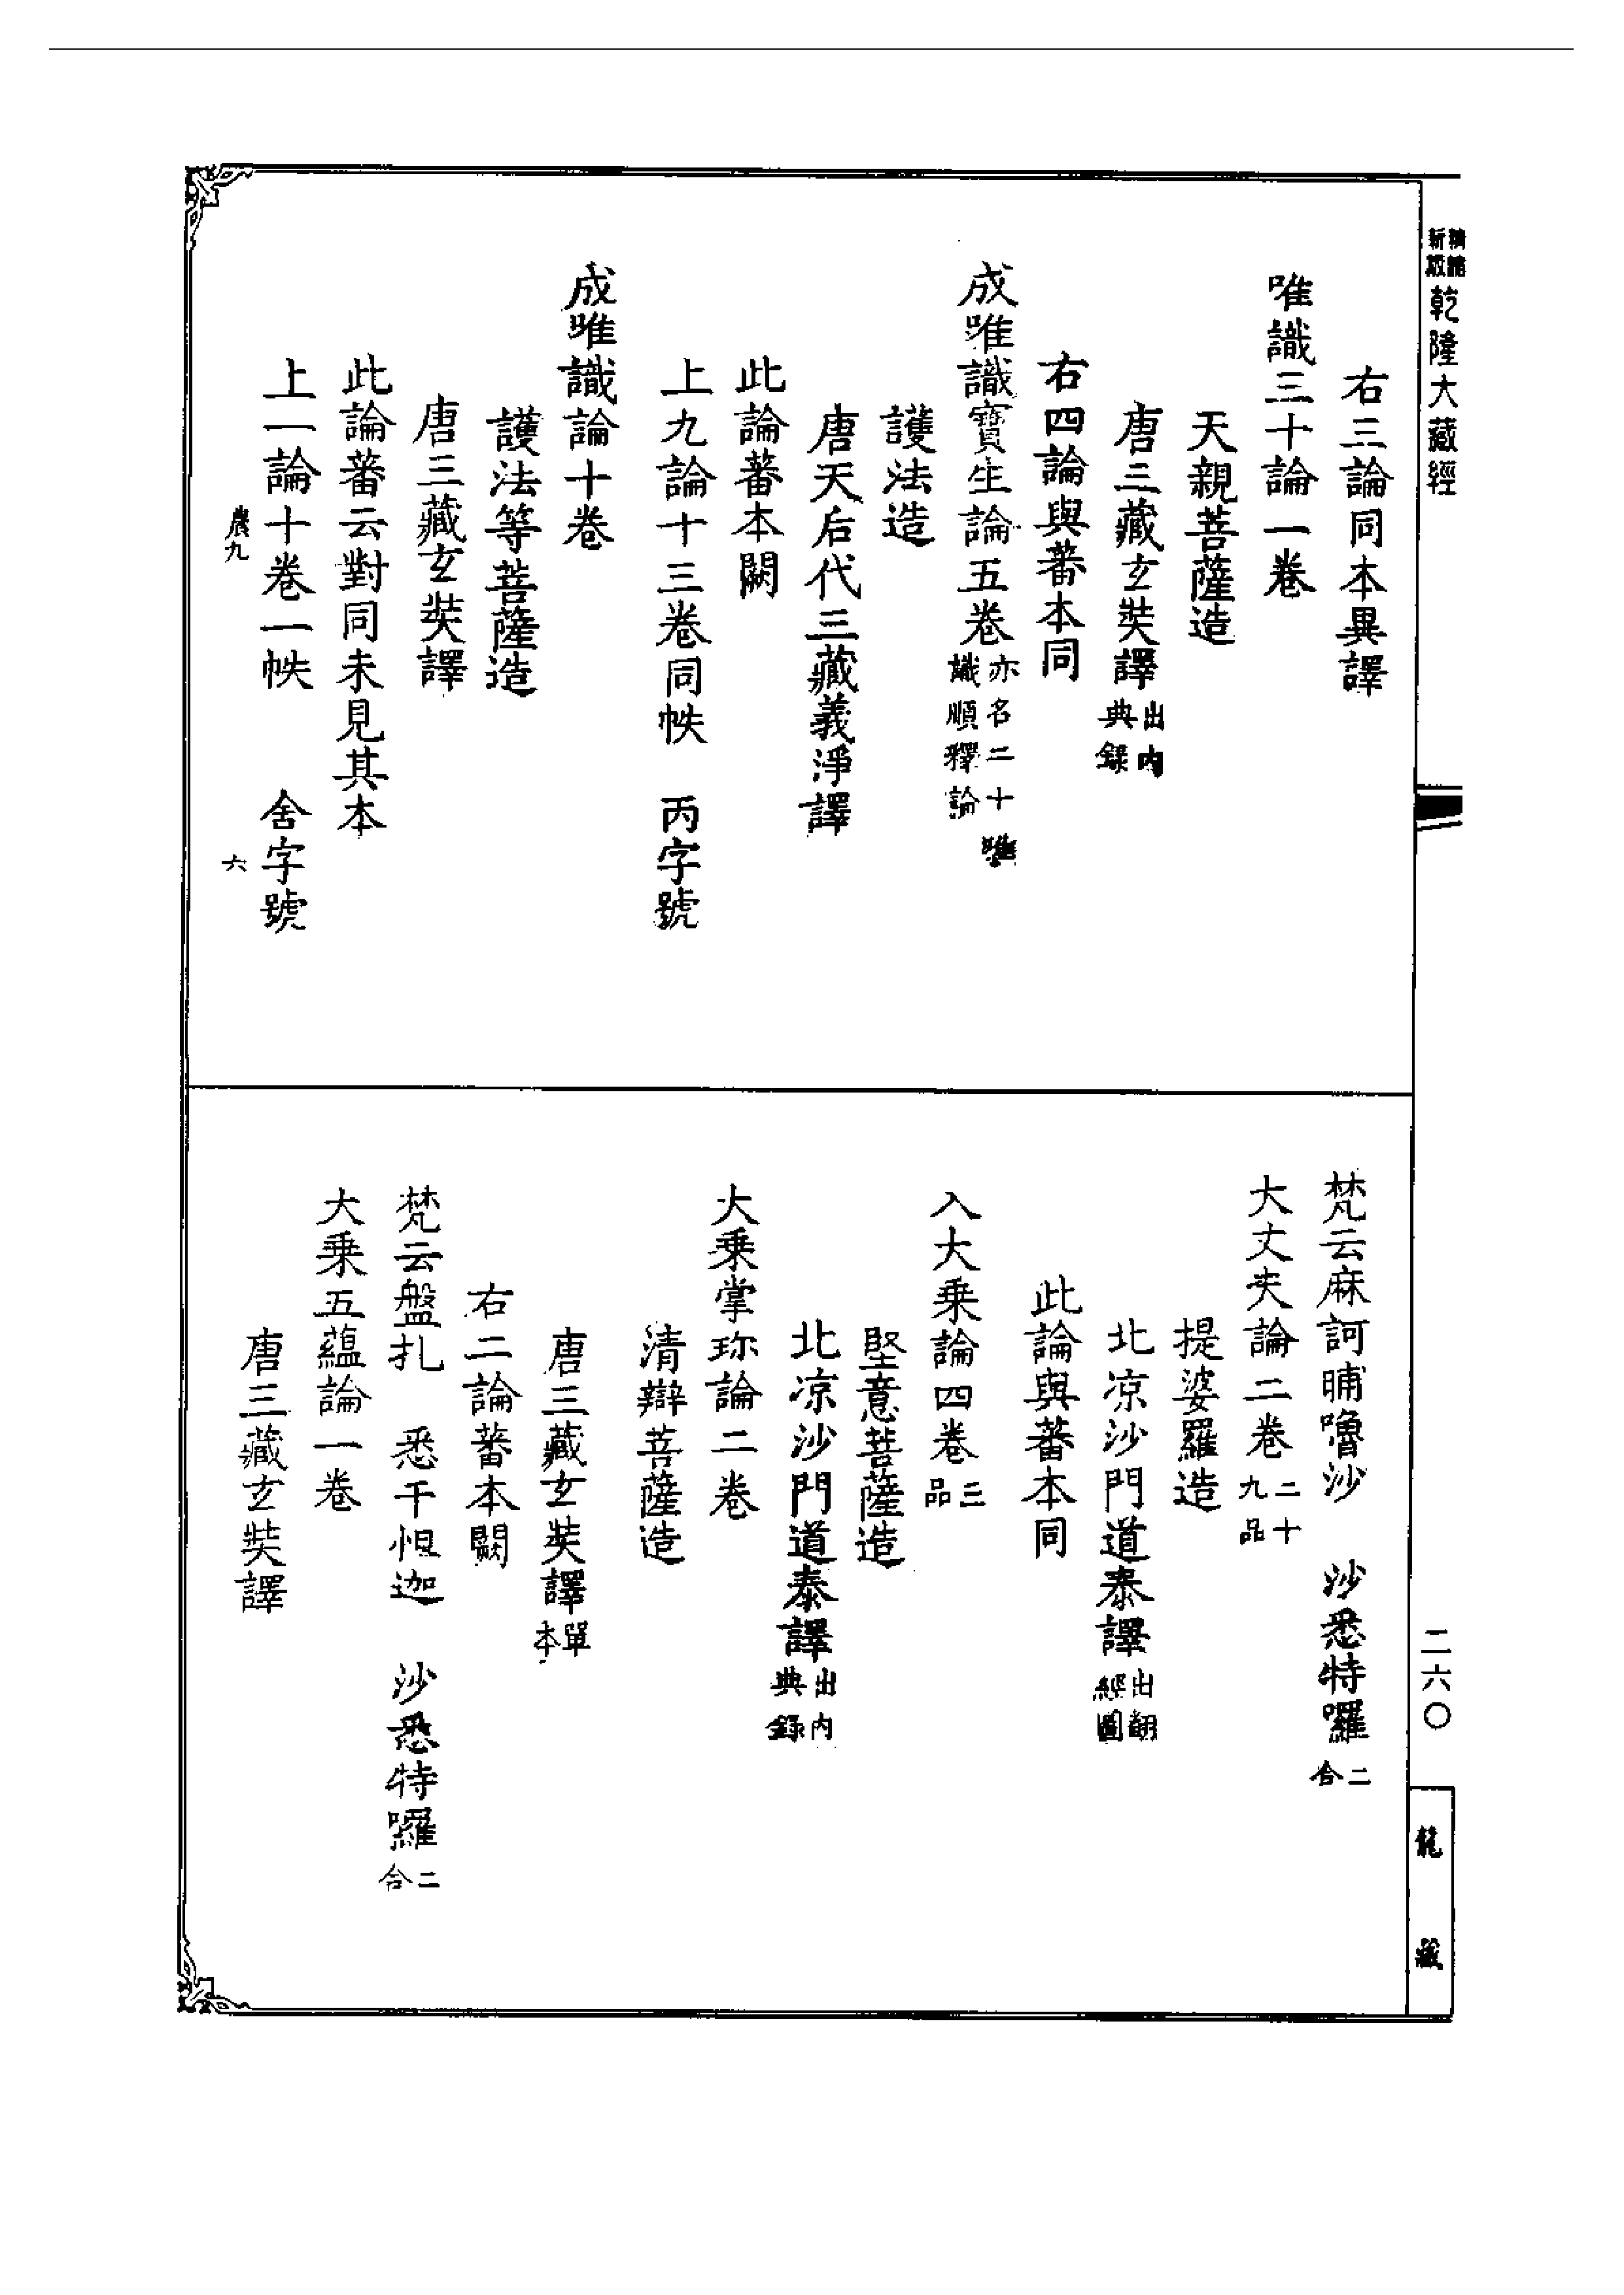 新版精縮乾隆大藏經
右三論同本異譯
唯識三十論一卷
天親菩薩造
唐三藏玄奘譯出內典錄
右四論與蕃本同
成唯識寶生論五卷亦名二十唯識順釋論
護法造
唐天后代三藏義淨譯
此論蕃本闕
上九論十三卷同帙 丙字號
成唯識論十卷
護法等菩薩造
唐三藏玄奘譯
此論蕃云對同未見其本
上一論十卷一帙 舍字號
農九 六
梵云麻訶晡嚕沙 沙悉特囉二合
大丈夫論二卷二十九品
提婆羅造
北凉沙門道泰譯出翻經圖
此論與蕃本同
入大乘論四卷三品
堅意菩薩造
北凉沙門道泰譯出內典錄
大乘掌珍論二卷
清辯菩薩造
唐三藏玄奘譯單本
右二論蕃本闕
梵云盤扎 悉干怛迦 沙悉特囉二合
大乘五蘊論一卷
唐三藏玄奘譯
二六〇
龍藏